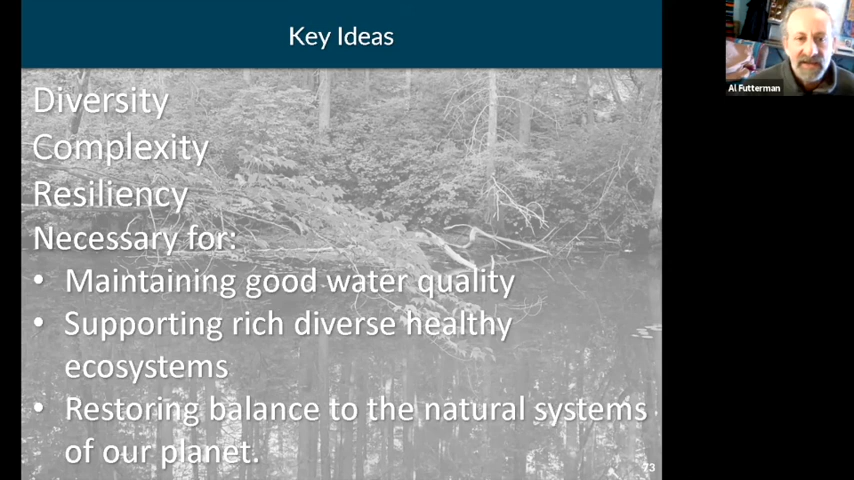 Key Ideas
Al Futterman
Diversity
Complexity
Resiliency
Necessary for:
• Maintaining good water quality
• Supporting rich diverse healthy
ecosystems
• Restoring balance to the natural systems
of our planet.
73